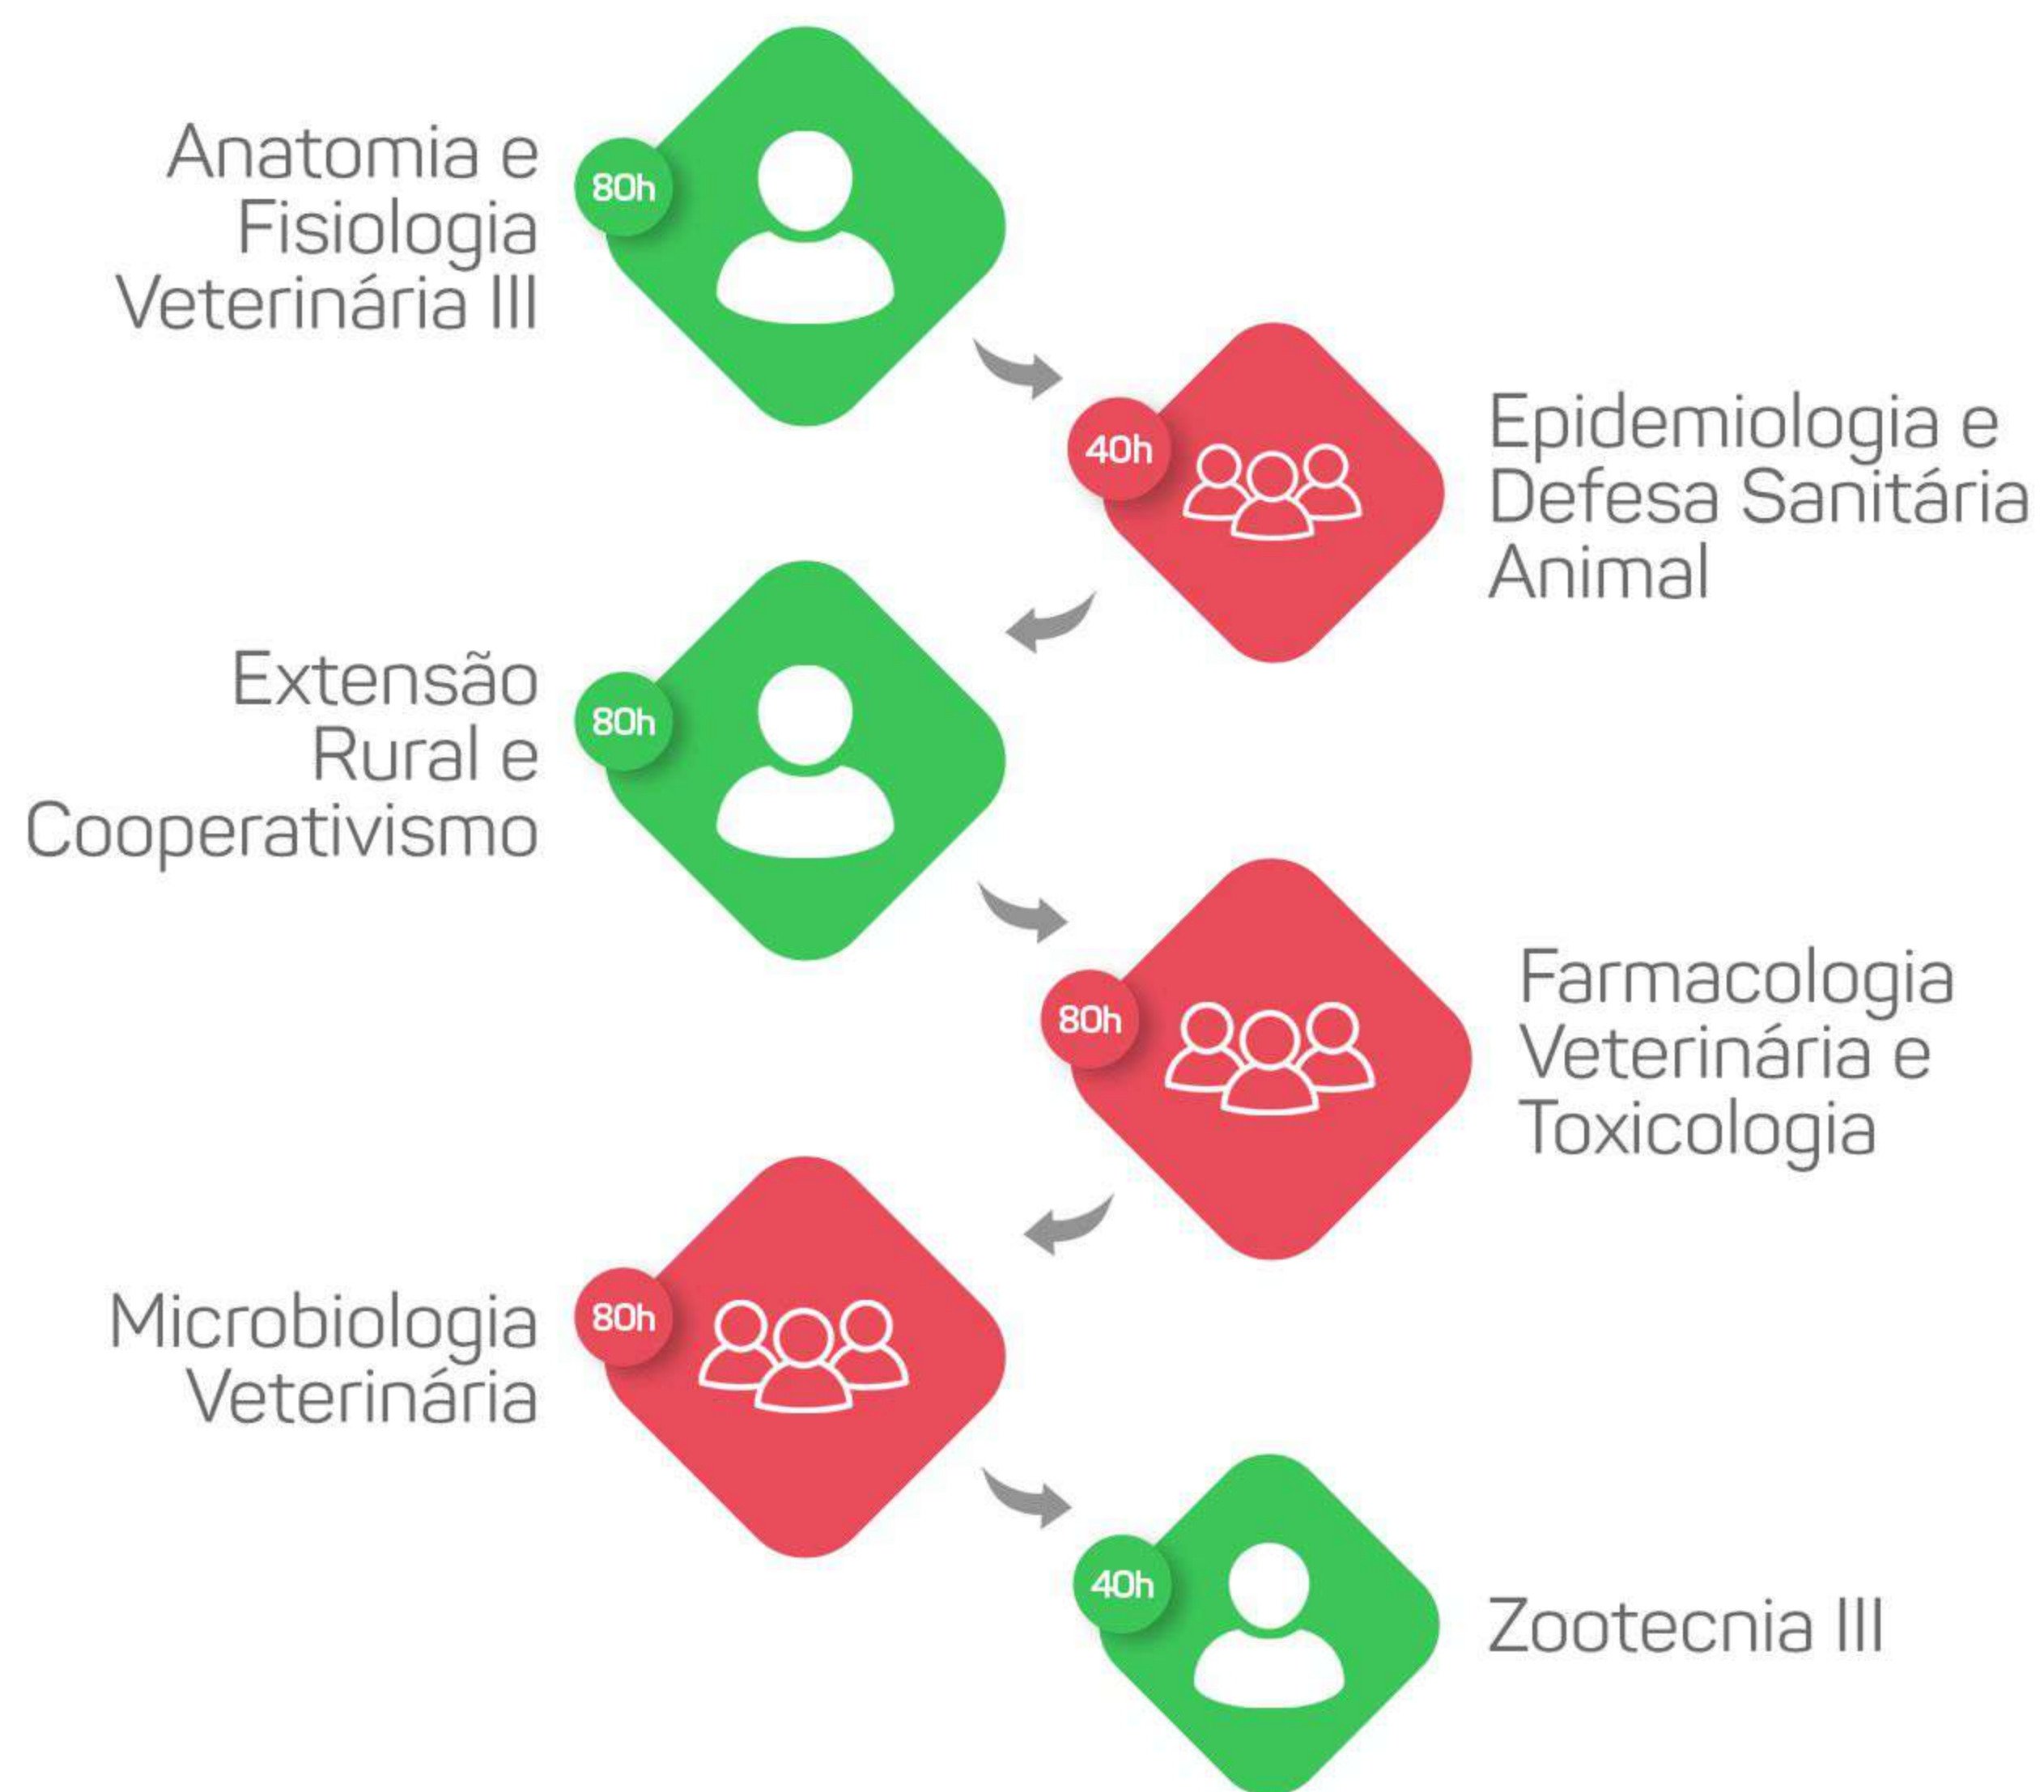 Anatomia e
Fisiologia
Veterinária III
80h
40h
Epidemiologia e
Defesa Sanitária
Animal
Extensão
Rural e
Cooperativismo
80h
80h
Farmacologia
Veterinária e
Toxicologia
Microbiologia
Veterinária
80h
40h
Zootecnia III